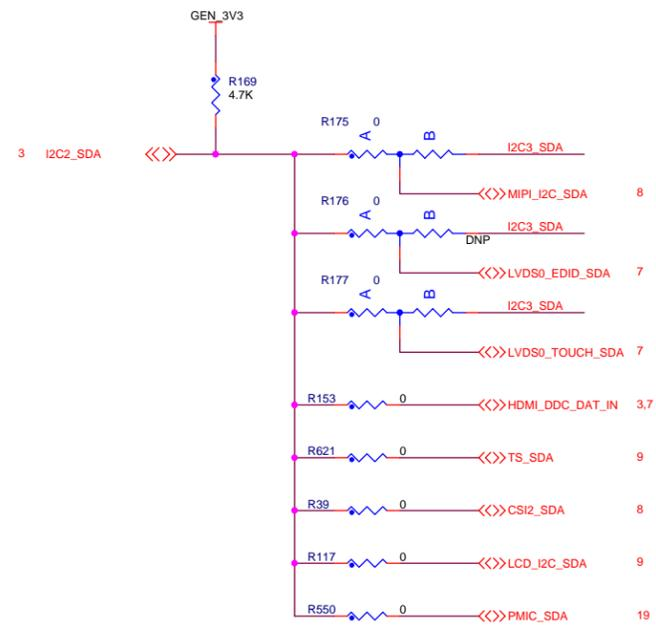 GEN_3V3
R169
4.7K
3 I2C2_SDA
R175 0
A B
I2C3_SDA
MIPI_I2C_SDA 8
R176 0
A B
I2C3_SDA
DNP
LVDS0_EDID_SDA 7
R177 0
A B
I2C3_SDA
LVDS0_TOUCH_SDA 7
R153 0 HDMI_DDC_DAT_IN 3,7
R621 0 TS_SDA 9
R39 0 CSI2_SDA 8
R117 0 LCD_I2C_SDA 9
R550 0 PMIC_SDA 19